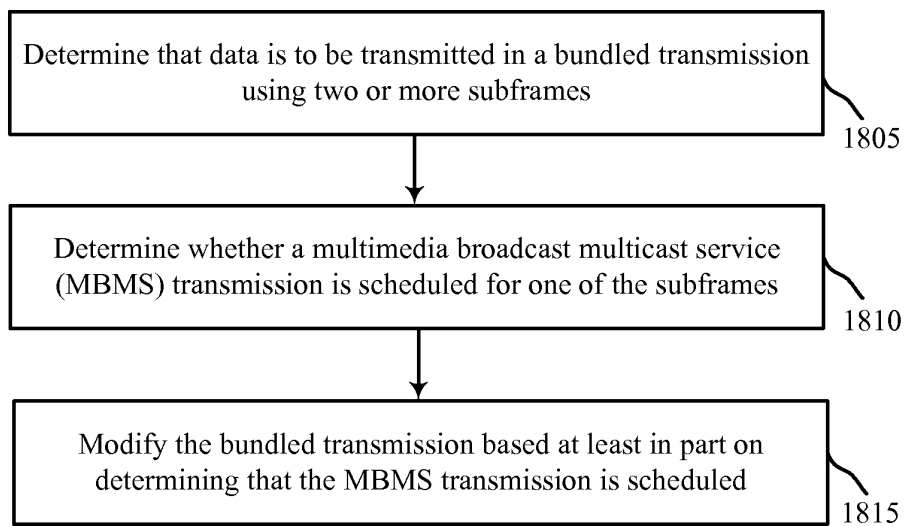 Determine that data is to be transmitted in a bundled transmission
using two or more subframes
1805
Determine whether a multimedia broadcast multicast service
(MBMS) transmission is scheduled for one of the subframes
1810
Modify the bundled transmission based at least in part on
determining that the MBMS transmission is scheduled
1815